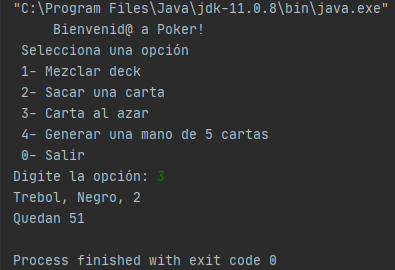 "C:\Program Files\Java\jdk-11.0.8\bin\java.exe"
Bienvenid@ a Poker!
Selecciona una opción
1- Mezclar deck
2- Sacar una carta
3- Carta al azar
4- Generar una mano de 5 cartas
0- Salir
Digite la opción: 3
Trebol, Negro, 2
Quedan 51
Process finished with exit code 0